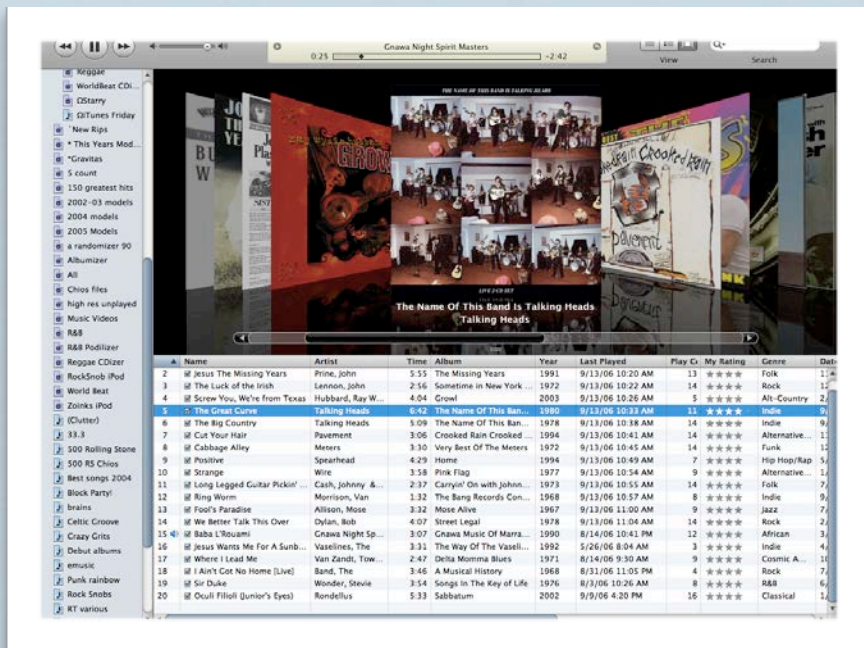 Gnawa Night Spirit Masters
0:25
-2:42
View
Search
Reggae
WorldBeat CDi...
ΩStarry
ΩiTunes Friday
`New Rips
* This Years Mod...
*Gravitas
5 count
150 greatest hits
2002-03 models
2004 models
2005 Models
a randomizer 90
Albumizer
All
Chios files
high res unplayed
Music Videos
R&B
R&B Podilizer
Reggae CDizer
RockSnob iPod
World Beat
Zoinks iPod
(Clutter)
33.3
500 Rolling Stone
500 RS Chios
Best songs 2004
Block Party!
brains
Celtic Groove
Crazy Grits
Debut albums
emusic
Punk rainbow
Rock Snobs
RT various
THE NAME OF THIS BAND IS TALKING HEADS
GROWL
Crooked Rain Crooked Rain
Pavement
LIVE 2-CD SET
The Name Of This Band Is Talking Heads
Talking Heads
Name Artist Time Album Year Last Played Play C My Rating Genre Dat
2 Jesus The Missing Years Prine, John 5:55 The Missing Years 1991 9/13/06 10:20 AM 13 ★★★★ Folk
3 The Luck of the Irish Lennon, John 2:56 Sometime in New York ... 1972 9/13/06 10:22 AM 14 ★★★★ Rock
4 Screw You, We're from Texas Hubbard, Ray W... 4:04 Growl 2003 9/13/06 10:26 AM 5 ★★★★ Alt-Country
5 The Great Curve Talking Heads 6:42 The Name Of This Ban... 1980 9/13/06 10:33 AM 11 ★★★★ Indie
6 The Big Country Talking Heads 5:09 The Name Of This Ban... 1978 9/13/06 10:38 AM 14 ★★★★ Indie
7 Cut Your Hair Pavement 3:06 Crooked Rain Crooked ... 1994 9/13/06 10:41 AM 14 ★★★★ Alternative...
8 Cabbage Alley Meters 3:30 Very Best Of The Meters 1972 9/13/06 10:45 AM 14 ★★★★ Funk
9 Positive Spearhead 4:29 Home 1994 9/13/06 10:49 AM 7 ★★★★ Hip Hop/Rap
10 Strange Wire 3:58 Pink Flag 1977 9/13/06 10:54 AM 9 ★★★★ Alternative...
11 Long Legged Guitar Pickin' ... Cash, Johnny &... 2:37 Carryin' On with Johnn... 1973 9/13/06 10:55 AM 14 ★★★★ Folk
12 Ring Worm Morrison, Van 1:32 The Bang Records Con... 1968 9/13/06 10:57 AM 8 ★★★★ Indie
13 Fool's Paradise Allison, Mose 3:32 Mose Alive 1967 9/13/06 11:00 AM 9 ★★★★ Jazz
14 We Better Talk This Over Dylan, Bob 4:07 Street Legal 1978 9/13/06 11:04 AM 14 ★★★★ Rock
15 Baba L'Rouami Gnawa Night Sp... 3:07 Gnawa Music Of Marra... 1990 8/14/06 10:41 PM 12 ★★★★ African
16 Jesus Wants Me For A Sunb... Vaselines, The 3:31 The Way Of The Vaseli... 1992 5/26/06 8:04 AM 3 ★★★★ Indie
17 Where I Lead Me Van Zandt, Tow... 2:47 Delta Momma Blues 1971 8/14/06 9:30 AM 9 ★★★★ Cosmic A...
18 I Ain't Got No Home [Live] Band, The 3:46 A Musical History 1968 8/31/06 11:05 PM 4 ★★★★ Rock
19 Sir Duke Wonder, Stevie 3:54 Songs In The Key of Life 1976 8/3/06 10:26 AM 8 ★★★★ R&B
20 Oculi Filioli (Junior's Eyes) Rondellus 5:33 Sabbatum 2002 9/9/06 4:20 PM 16 ★★★★ Classical